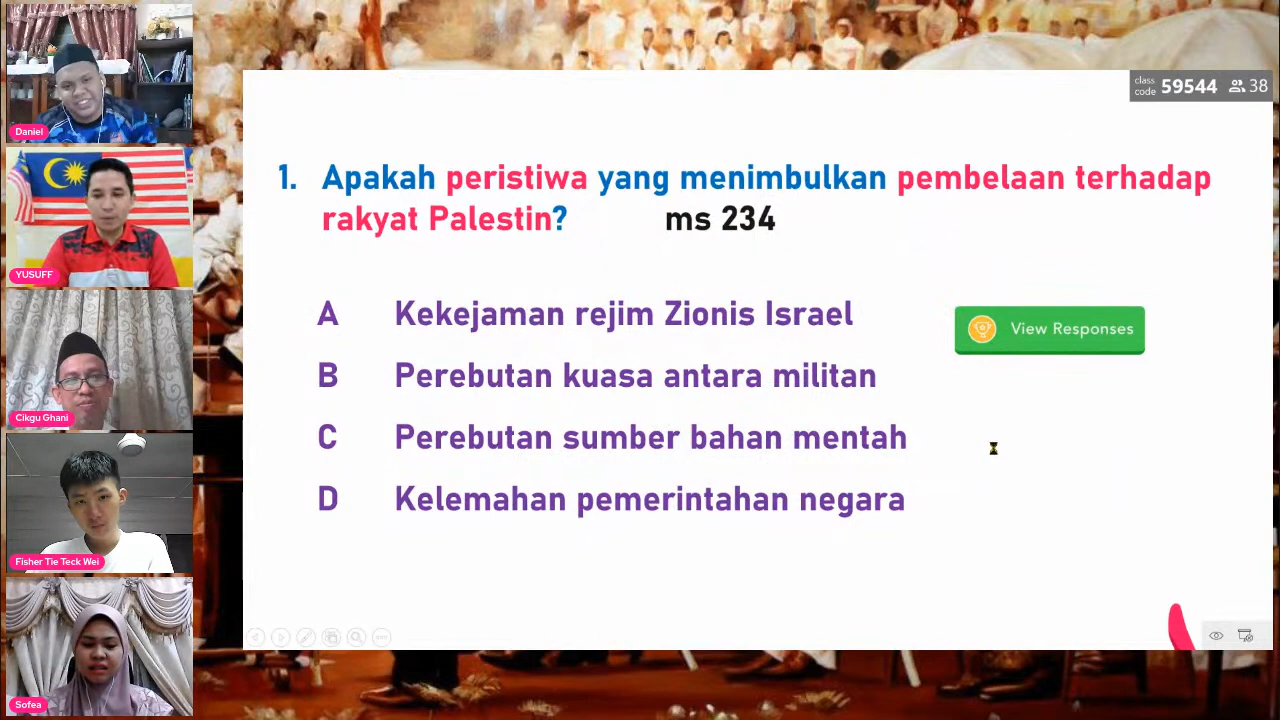 Daniel
YUSUFF
Cikgu Ghani
Fisher Tie Teck Wei
Sofea
class
code 59544 38
1. Apakah peristiwa yang menimbulkan pembelaan terhadap
rakyat Palestin? ms 234
A Kekejaman rejim Zionis Israel
B Perebutan kuasa antara militan
C Perebutan sumber bahan mentah
D Kelemahan pemerintahan negara
View Responses